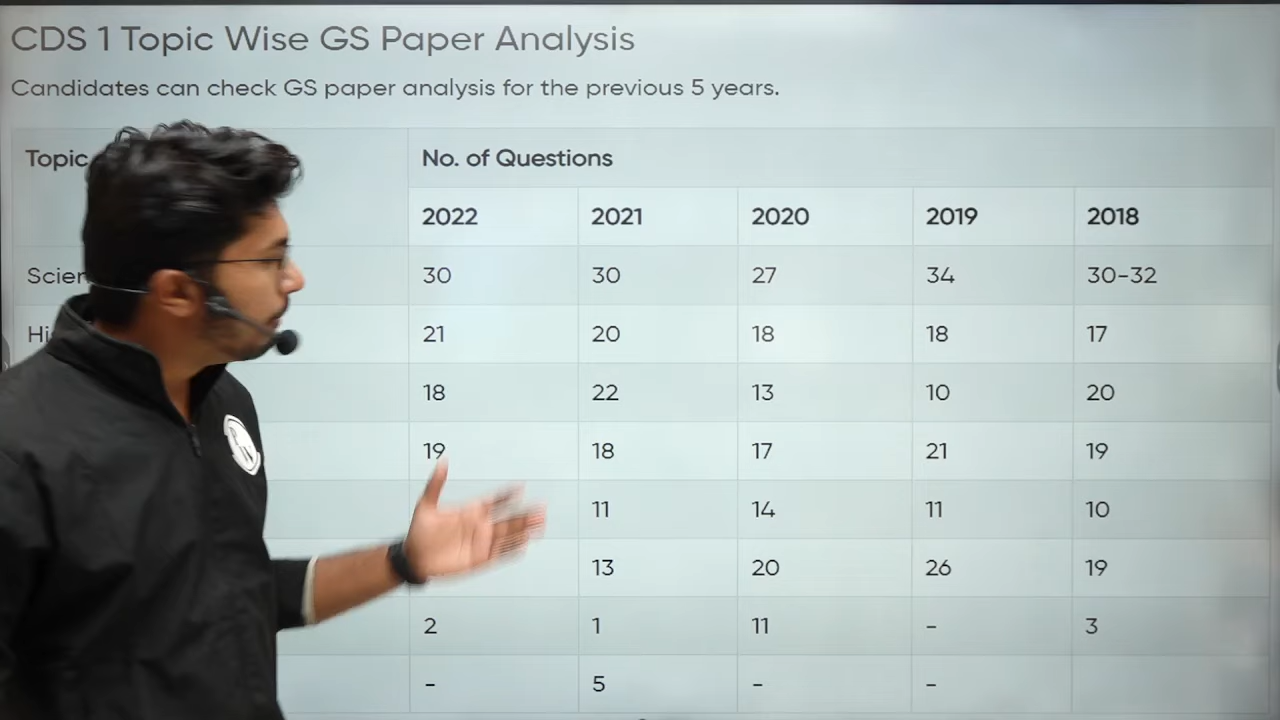 CDS 1 Topic Wise GS Paper Analysis
Candidates can check GS paper analysis for the previous 5 years.
Topic No. of Questions
2022 2021 2020 2019 2018
30 30 27 34 30-32
21 20 18 18 17
18 22 13 10 20
19 18 17 21 19
11 14 11 10
13 20 26 19
2 1 11 - 3
- 5 - -